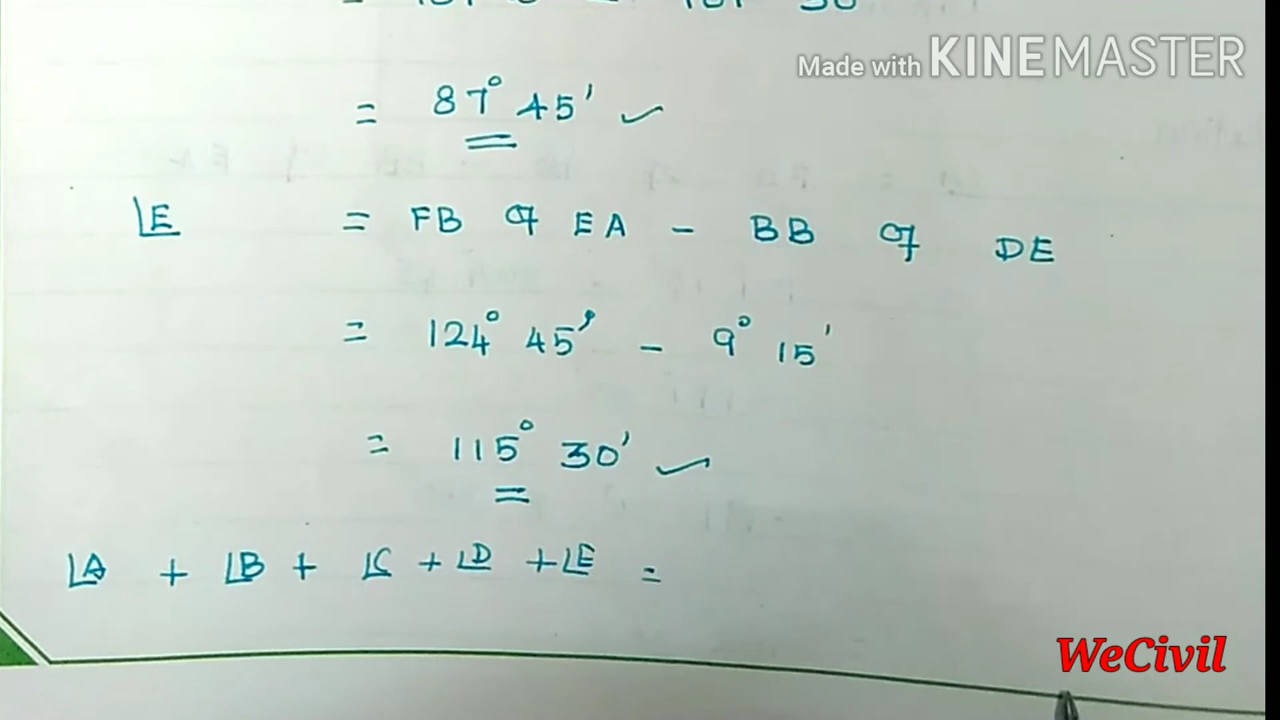 Made with KINEMASTER
= 87° 45' ✓
∠E = FB of EA - BB of DE
= 124° 45' - 9° 15'
= 115° 30' ✓
∠A + ∠B + ∠C + ∠D + ∠E =
WeCivil